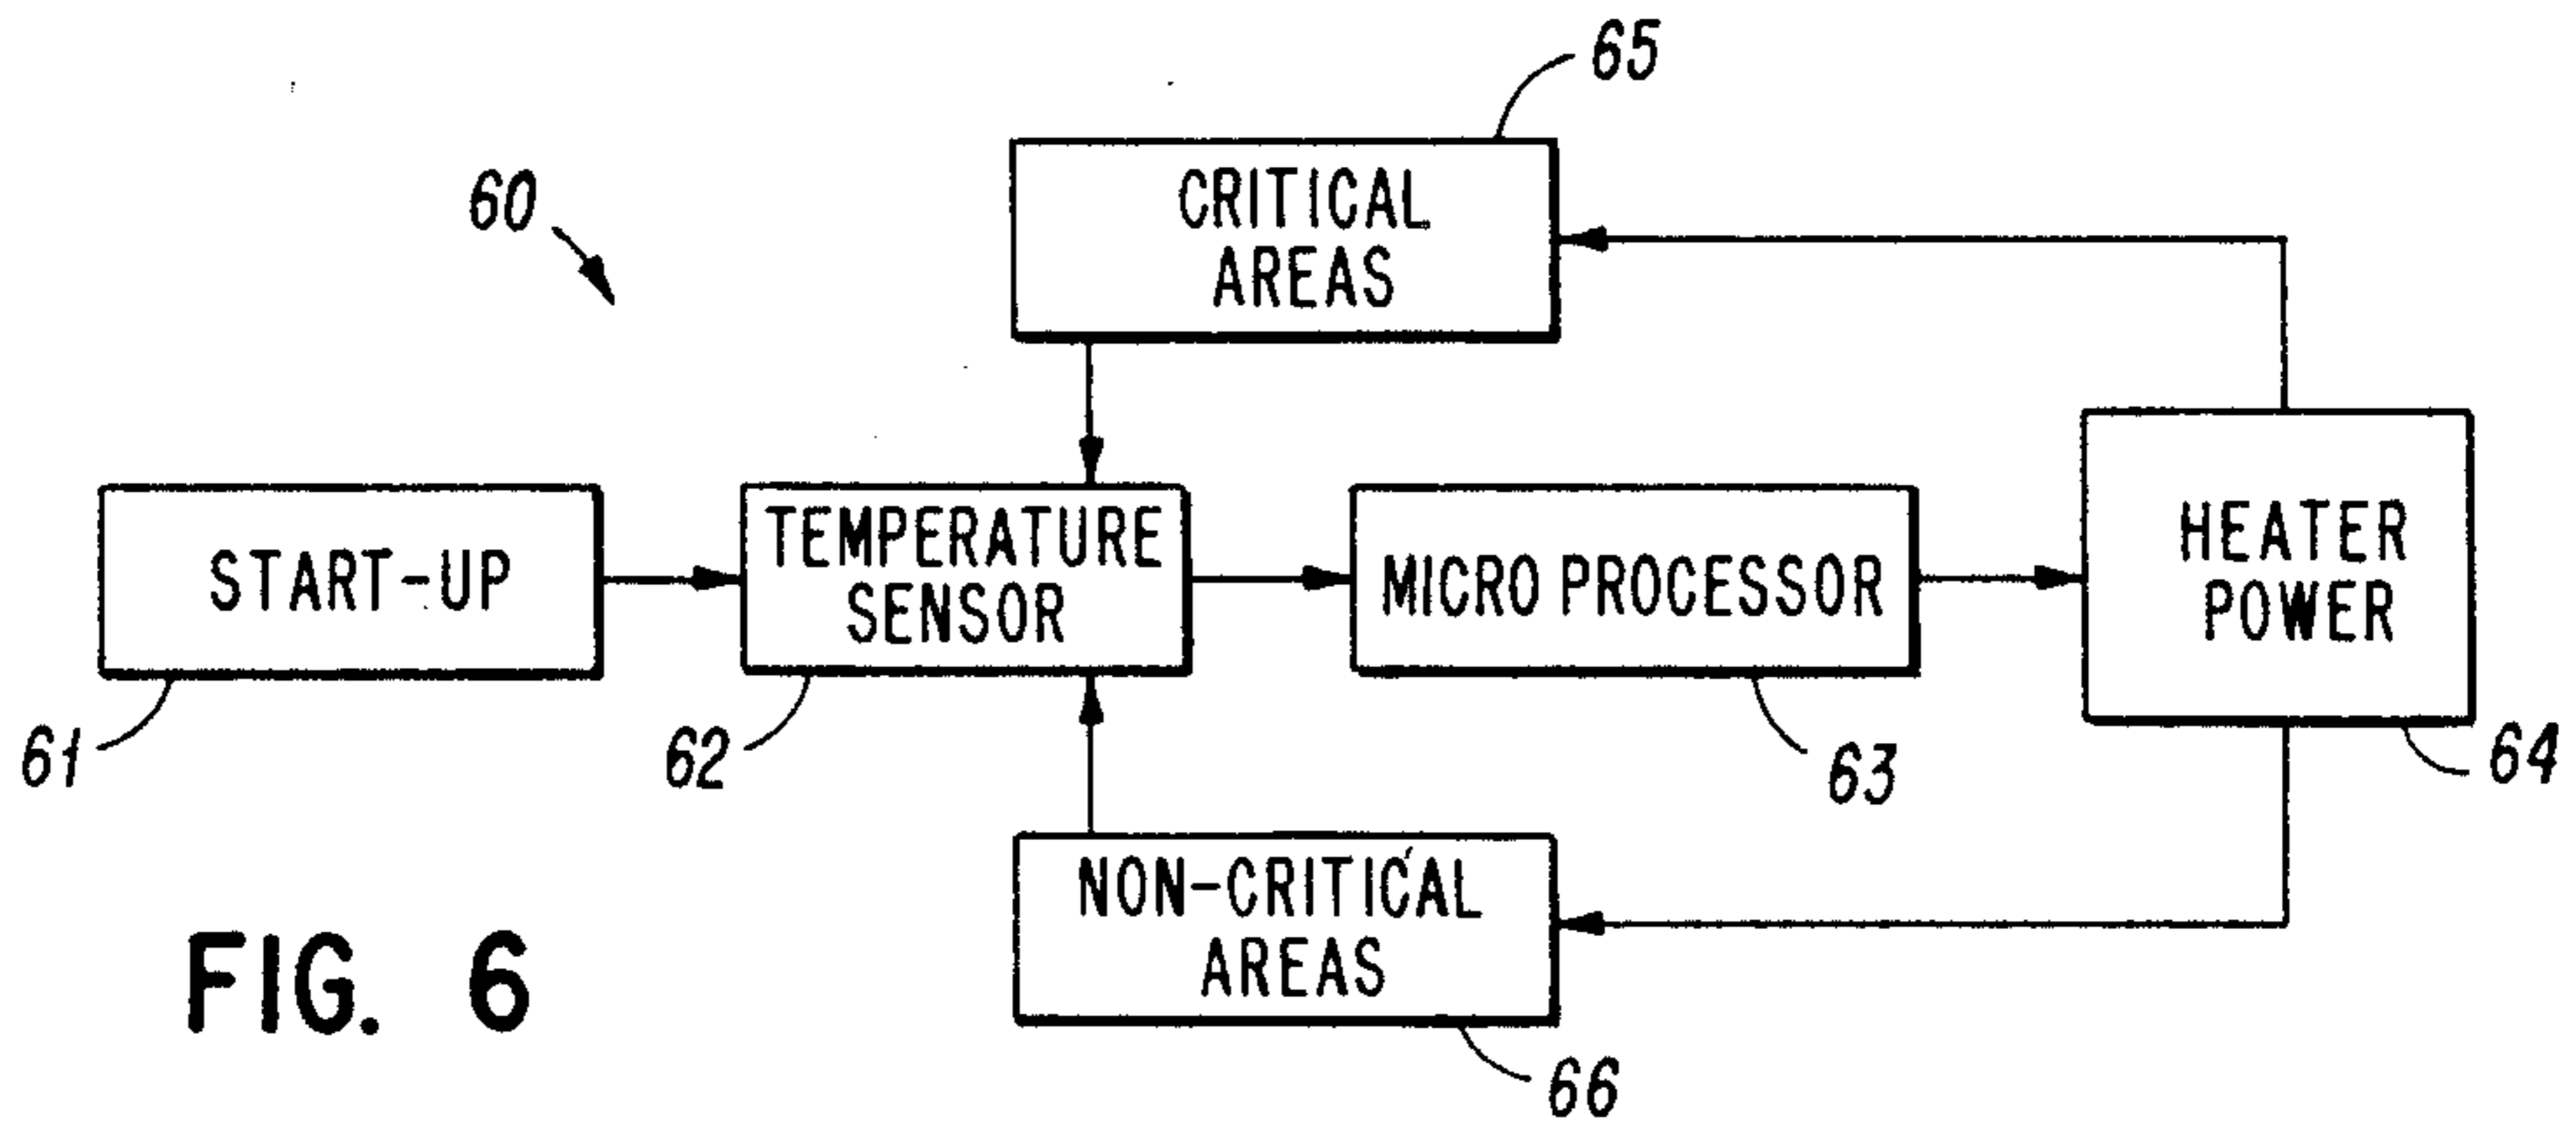 65
60
CRITICAL
AREAS
START-UP
TEMPERATURE
SENSOR
MICRO PROCESSOR
HEATER
POWER
61
62
63
64
NON-CRITICAL
AREAS
66
FIG. 6